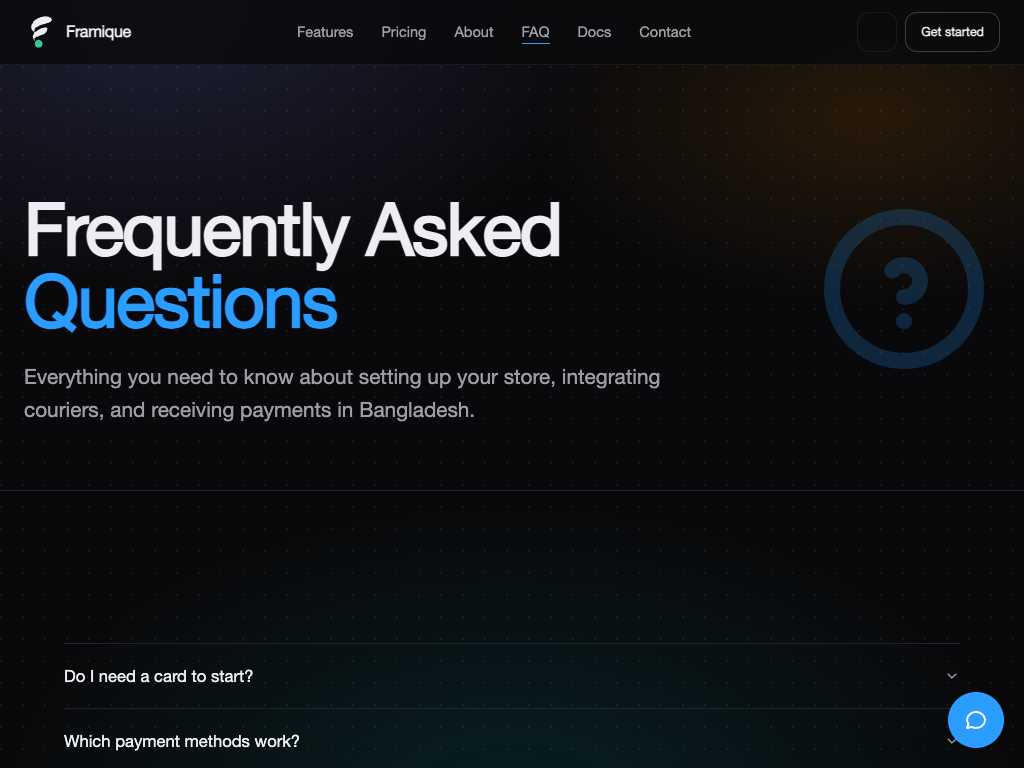 Framique
Features
Pricing
About
FAQ
Docs
Contact
Get started
Frequently Asked
Questions
Everything you need to know about setting up your store, integrating
couriers, and receiving payments in Bangladesh.
Do I need a card to start?
Which payment methods work?